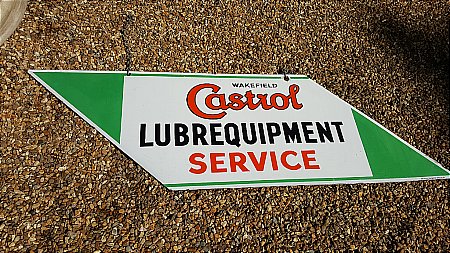 WAKEFIELD
Castrol
LUBREQUIPMENT
SERVICE